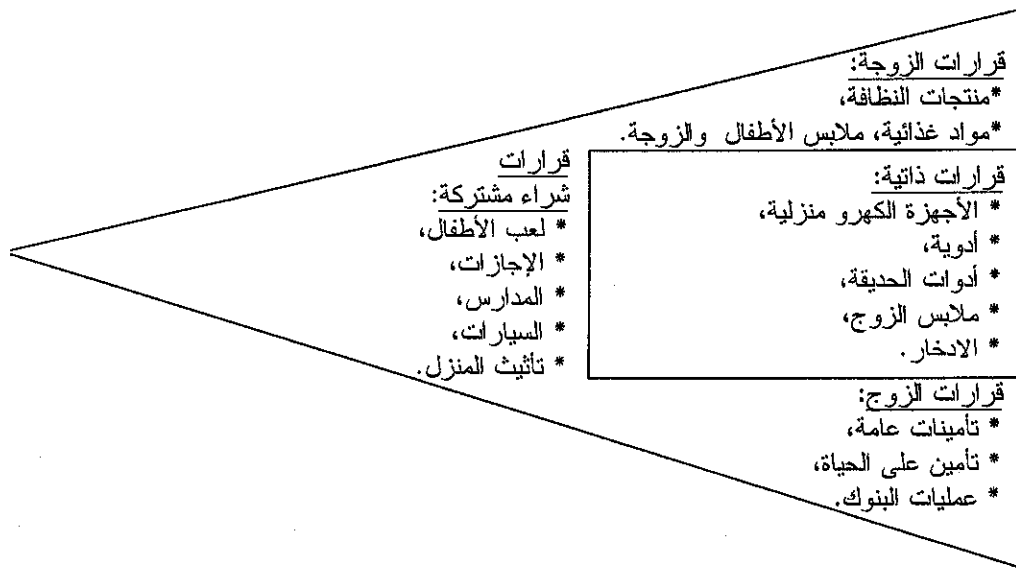 قرارات الزوجة:
*منتجات النظافة،
*مواد غذائية، ملابس الأطفال والزوجة.
قرارات ذاتية:
* الأجهزة الكهرو منزلية،
* أدوية،
* أدوات الحديقة،
* ملابس الزوج،
* الادخار.
قرارات
شراء مشتركة:
* لعب الأطفال،
* الإجازات،
* المدارس،
* السيارات،
* تأثيث المنزل.
قرارات الزوج:
* تأمينات عامة،
* تأمين على الحياة،
* عمليات البنوك.